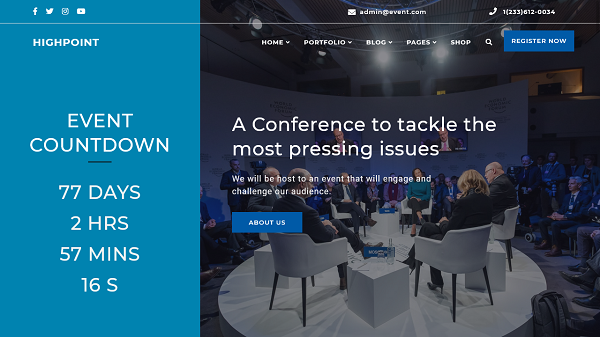 admin@event.com
1(233)612-0034
HIGHPOINT
HOME
PORTFOLIO
BLOG
PAGES
SHOP
REGISTER NOW
EVENT
COUNTDOWN
77 DAYS
2 HRS
57 MINS
16 S
A Conference to tackle the
most pressing issues
We will be host to an event that will engage and
challenge our audience.
ABOUT US